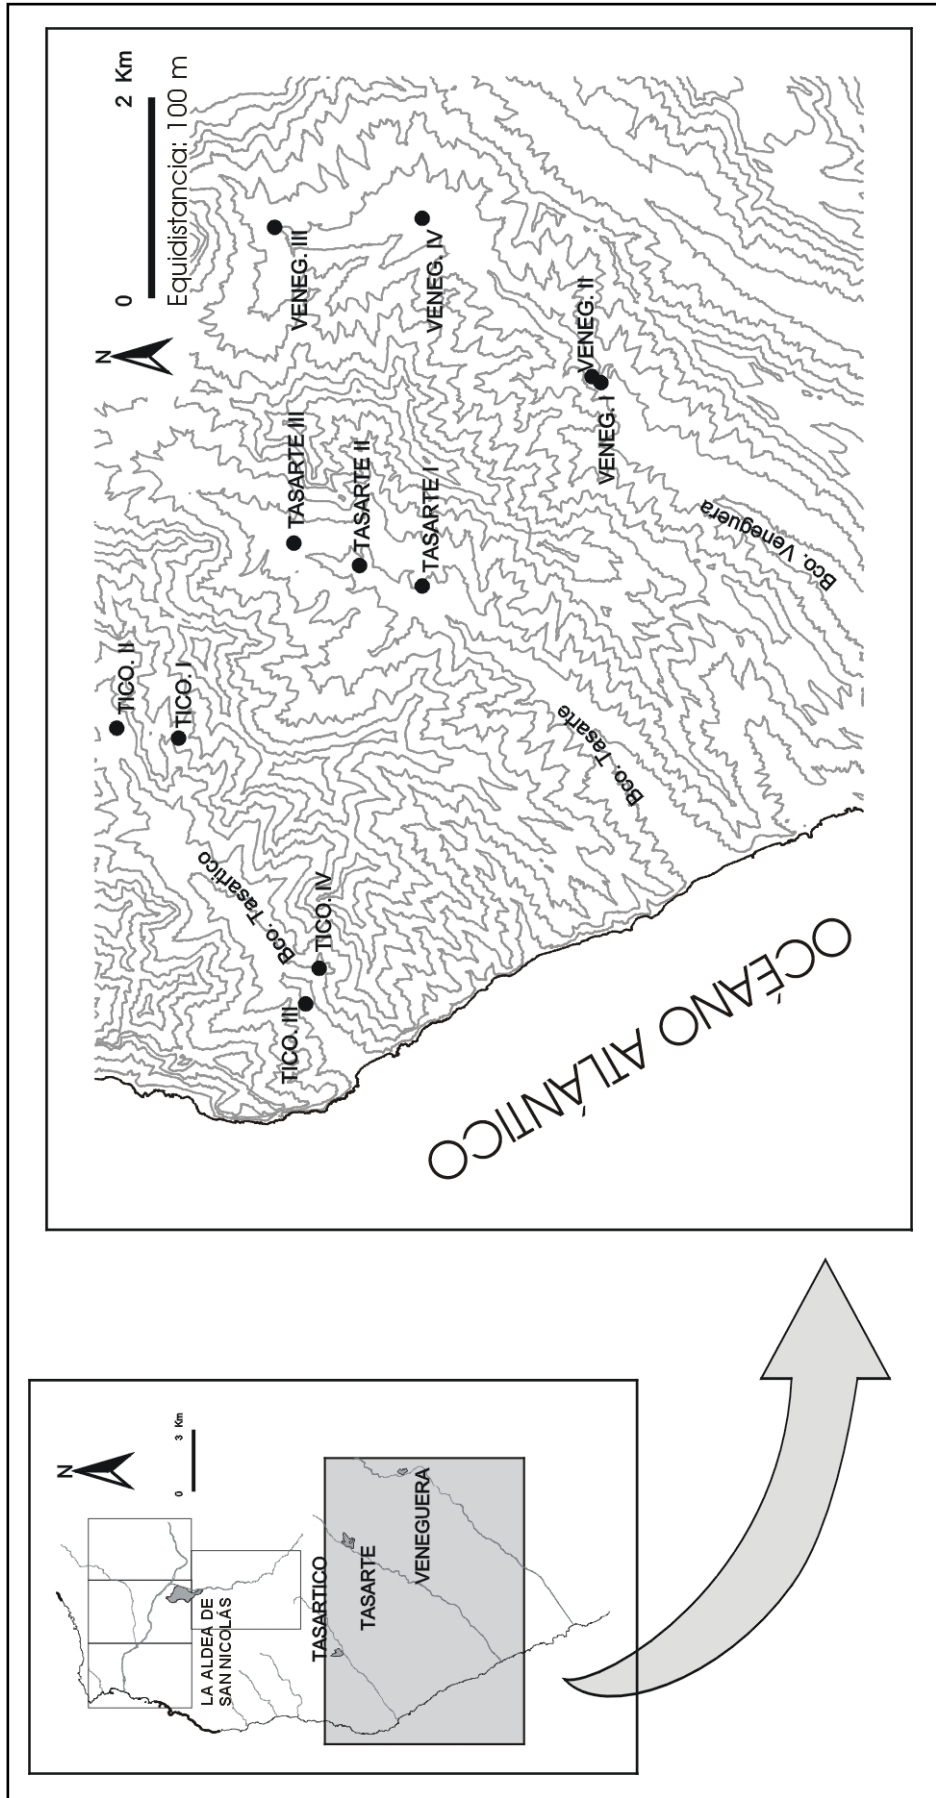 N
0 3 Km
LA ALDEA DE
SAN NICOLÁS
TASARTICO
TASARTE
VENEGUERA
N
0 2 Km
Equidistancia: 100 m
TICO. II
TICO. I
TICO. III
TICO. IV
Bco. Tasartico
TASARTE III
TASARTE II
TASARTE I
Bco. Tasarte
VENEG. III
VENEG. IV
VENEG. II
VENEG. I
Bco. Veneguera
OCÉANO ATLÁNTICO